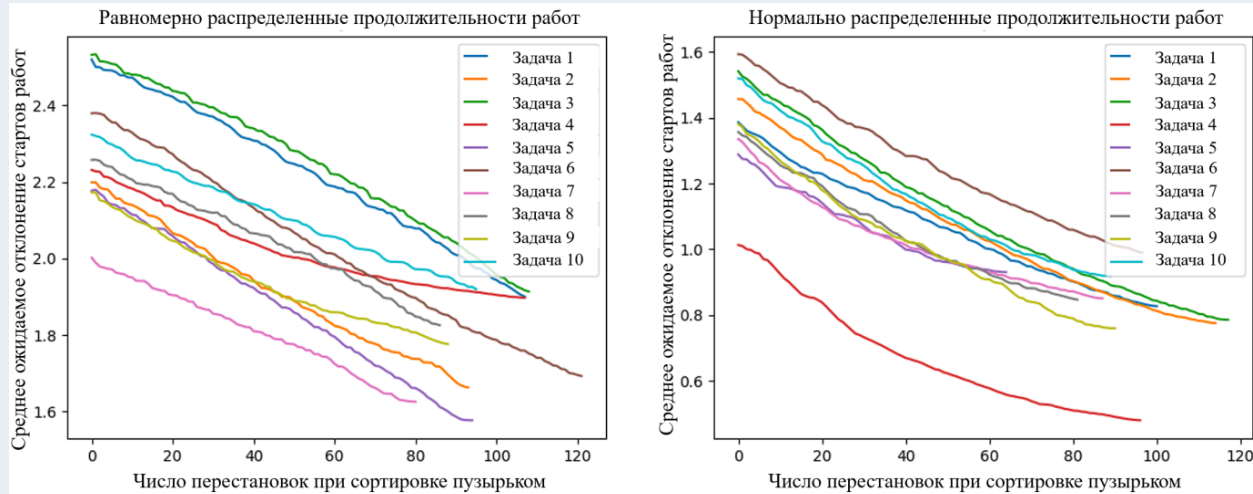 Равномерно распределенные продолжительности работ
Среднее ожидаемое отклонение стартов работ
2.4
2.2
2.0
1.8
1.6
0 20 40 60 80 100 120
Число перестановок при сортировке пузырьком
Задача 1
Задача 2
Задача 3
Задача 4
Задача 5
Задача 6
Задача 7
Задача 8
Задача 9
Задача 10
Нормально распределенные продолжительности работ
Среднее ожидаемое отклонение стартов работ
1.6
1.4
1.2
1.0
0.8
0.6
0 20 40 60 80 100 120
Число перестановок при сортировке пузырьком
Задача 1
Задача 2
Задача 3
Задача 4
Задача 5
Задача 6
Задача 7
Задача 8
Задача 9
Задача 10